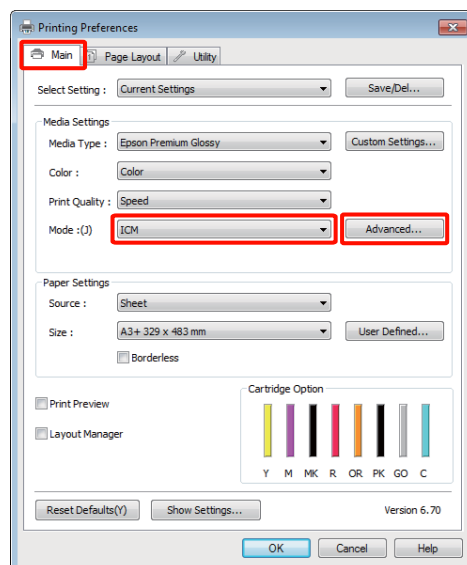 Printing Preferences
Main Page Layout Utility
Select Setting : Current Settings Save/Del...
Media Settings
Media Type : Epson Premium Glossy Custom Settings...
Color : Color
Print Quality : Speed
Mode :(J) ICM Advanced...
Paper Settings
Source : Sheet
Size : A3+ 329 x 483 mm User Defined...
Borderless
Print Preview
Layout Manager
Cartridge Option
Y M MK R OR PK GO C
Reset Defaults(Y) Show Settings... Version 6.70
OK Cancel Help